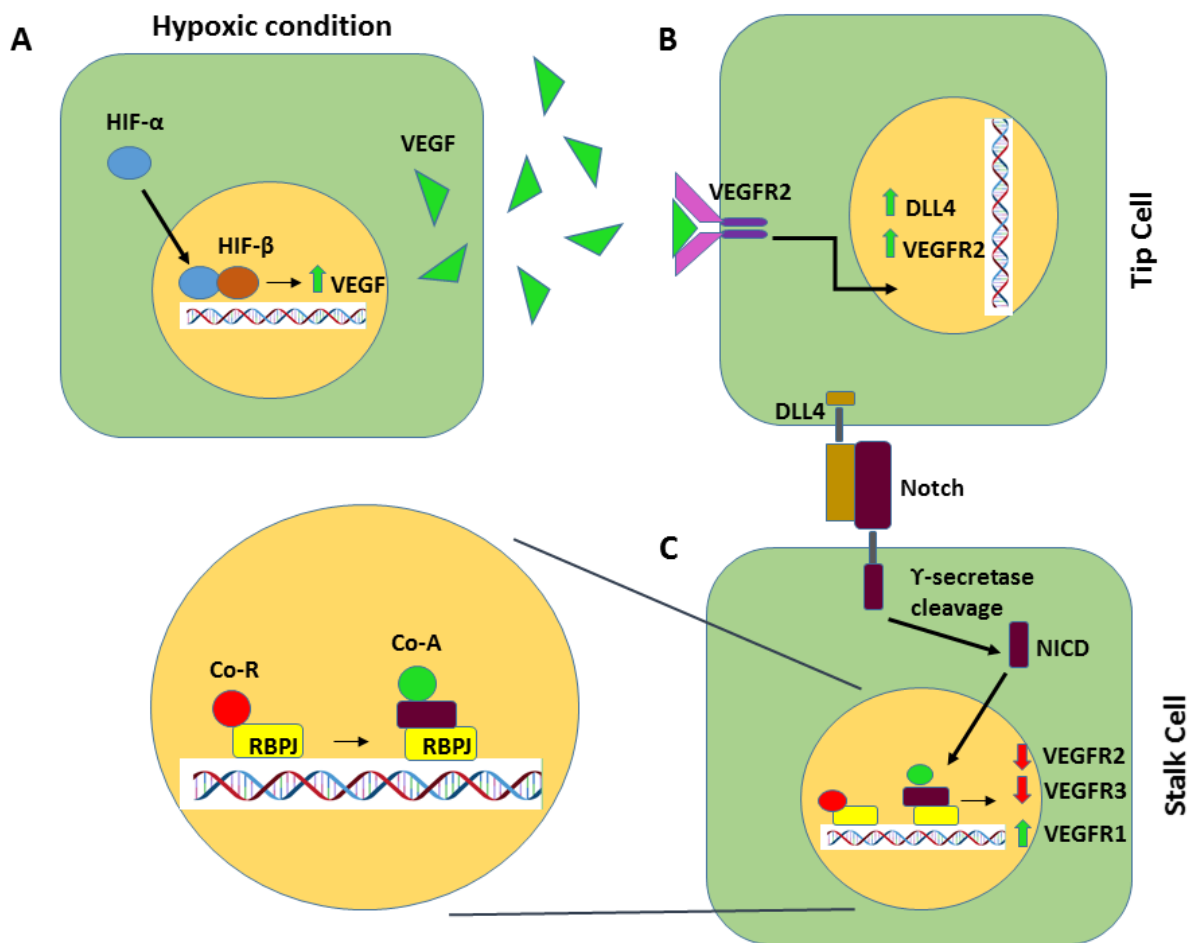 A
Hypoxic condition
HIF-α
VEGF
HIF-β
VEGF
B
VEGFR2
DLL4
VEGFR2
Tip Cell
DLL4
Notch
C
ϒ-secretase
cleavage
NICD
VEGFR2
VEGFR3
VEGFR1
Stalk Cell
Co-R
Co-A
RBPJ
RBPJ